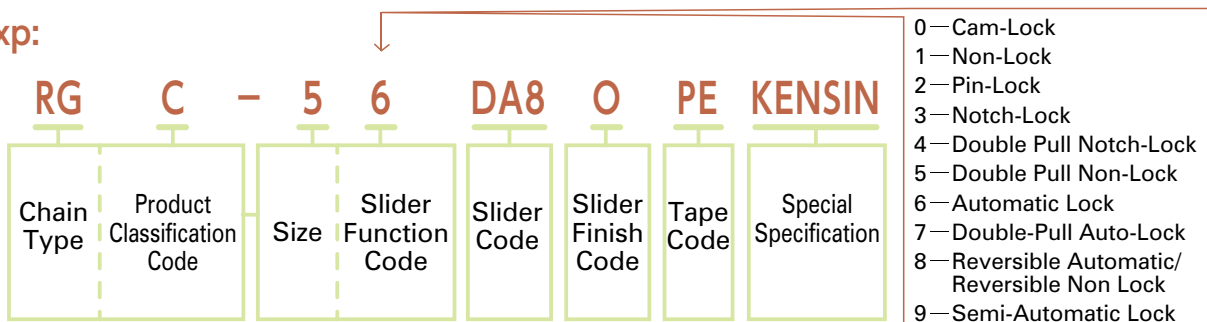 xp:
RG C – 5 6 DA8 O PE KENSIN
Chain Type
Product Classification Code
Size
Slider Function Code
Slider Code
Slider Finish Code
Tape Code
Special Specification
0—Cam-Lock
1—Non-Lock
2—Pin-Lock
3—Notch-Lock
4—Double Pull Notch-Lock
5—Double Pull Non-Lock
6—Automatic Lock
7—Double-Pull Auto-Lock
8—Reversible Automatic/
Reversible Non Lock
9—Semi-Automatic Lock